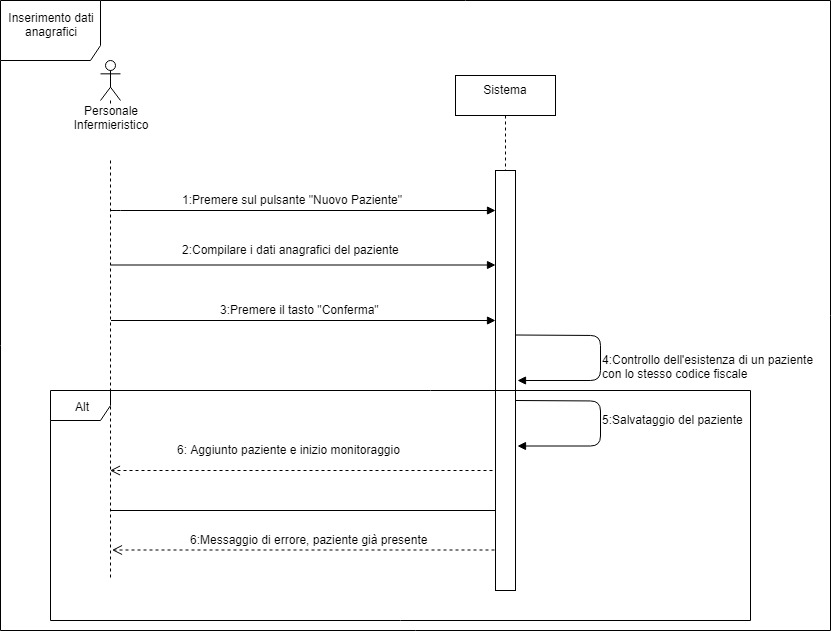 Inserimento dati
anagrafici
Personale
Infermieristico
Sistema
1:Premere sul pulsante "Nuovo Paziente"
2:Compilare i dati anagrafici del paziente
3:Premere il tasto "Conferma"
4:Controllo dell'esistenza di un paziente
con lo stesso codice fiscale
Alt
5:Salvataggio del paziente
6: Aggiunto paziente e inizio monitoraggio
6:Messaggio di errore, paziente già presente